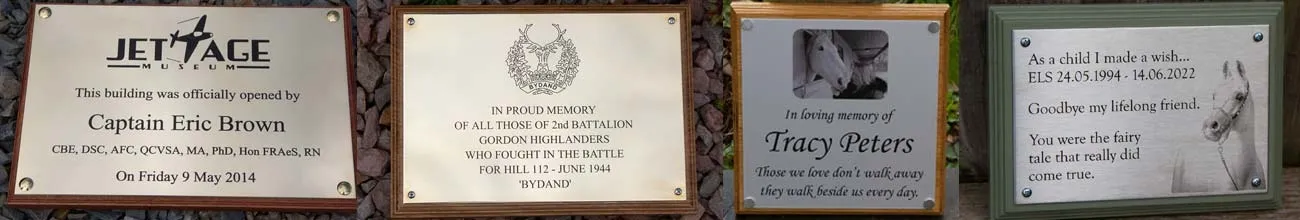 JET AGE
MUSEUM
This building was officially opened by
Captain Eric Brown
CBE, DSC, AFC, QCVSA, MA, PhD, Hon FRAeS, RN
On Friday 9 May 2014
BYDAND
IN PROUD MEMORY
OF ALL THOSE OF 2nd BATTALION
GORDON HIGHLANDERS
WHO FOUGHT IN THE BATTLE
FOR HILL 112 - JUNE 1944
'BYDAND'
In loving memory of
Tracy Peters
Those we love don't walk away
they walk beside us every day.
As a child I made a wish...
ELS 24.05.1994 - 14.06.2022
Goodbye my lifelong friend.
You were the fairy
tale that really did
come true.